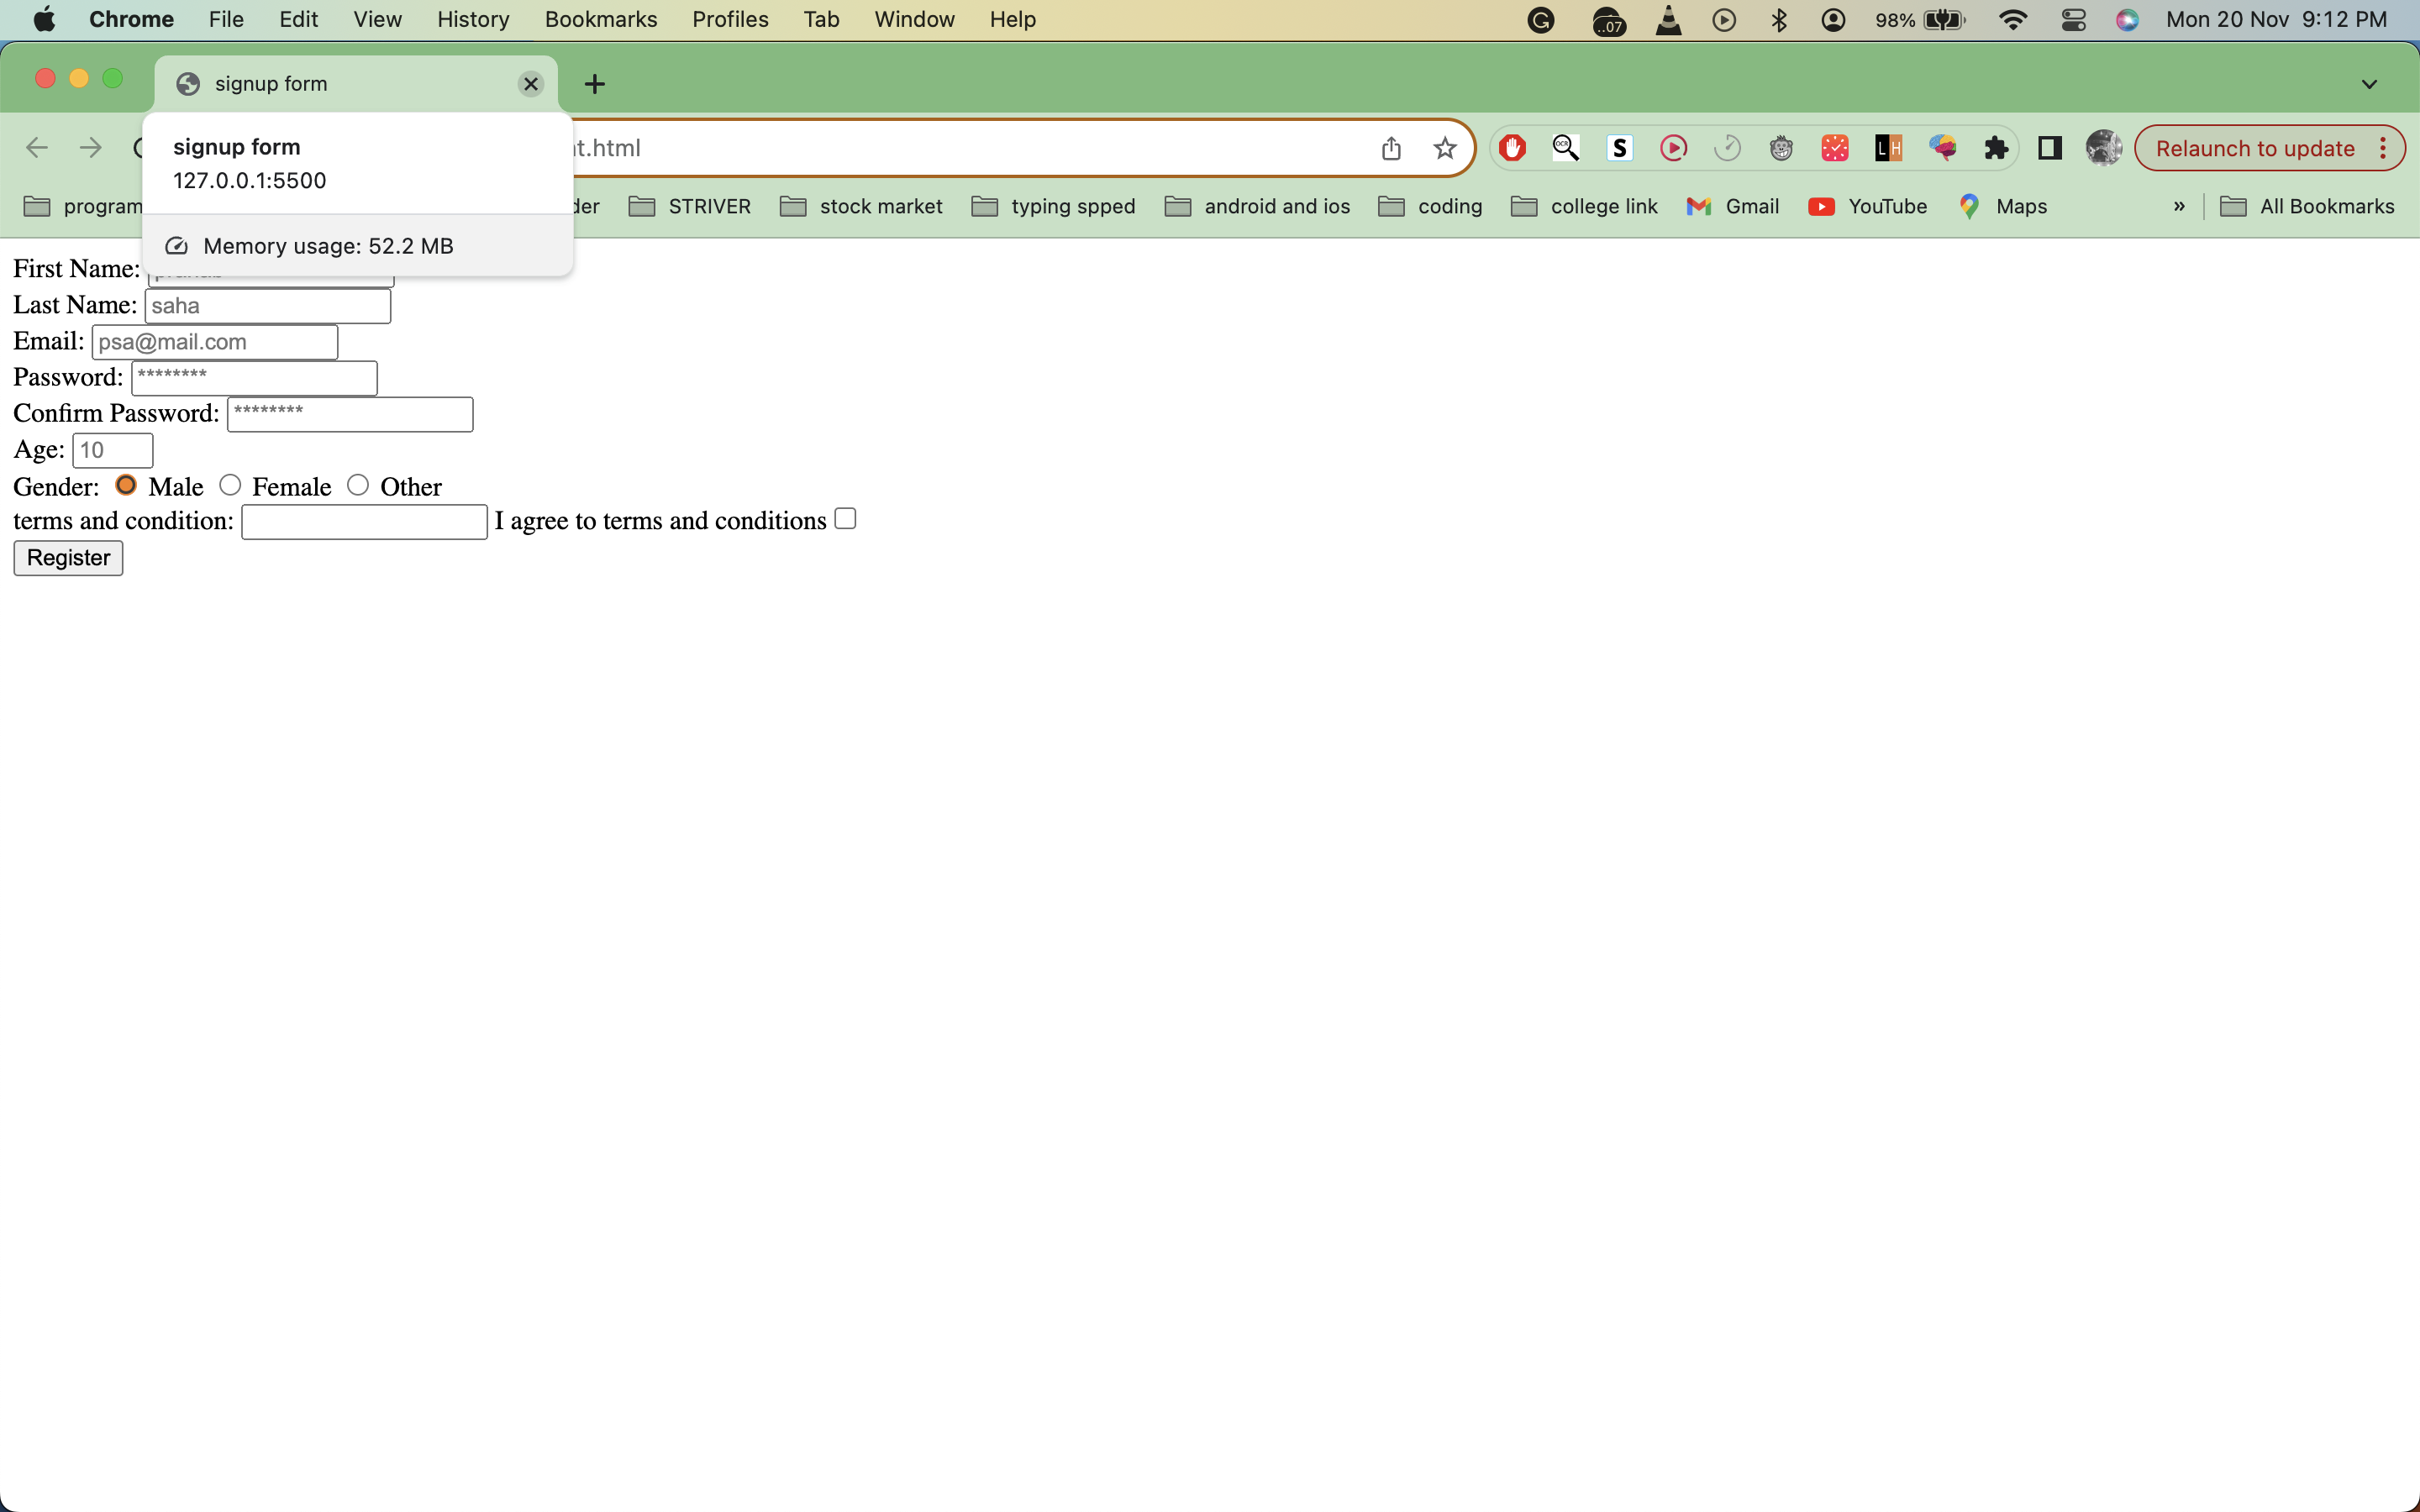 Chrome File Edit View History Bookmarks Profiles Tab Window Help ..07 98% Mon 20 Nov 9:12 PM
signup form
signup form
127.0.0.1:5500
Memory usage: 52.2 MB
.html Relaunch to update
STRIVER stock market typing spped android and ios coding college link Gmail YouTube Maps » All Bookmarks
First Name:
Last Name: saha
Email: psa@mail.com
Password: ********
Confirm Password: ********
Age: 10
Gender: Male Female Other
terms and condition: I agree to terms and conditions
Register